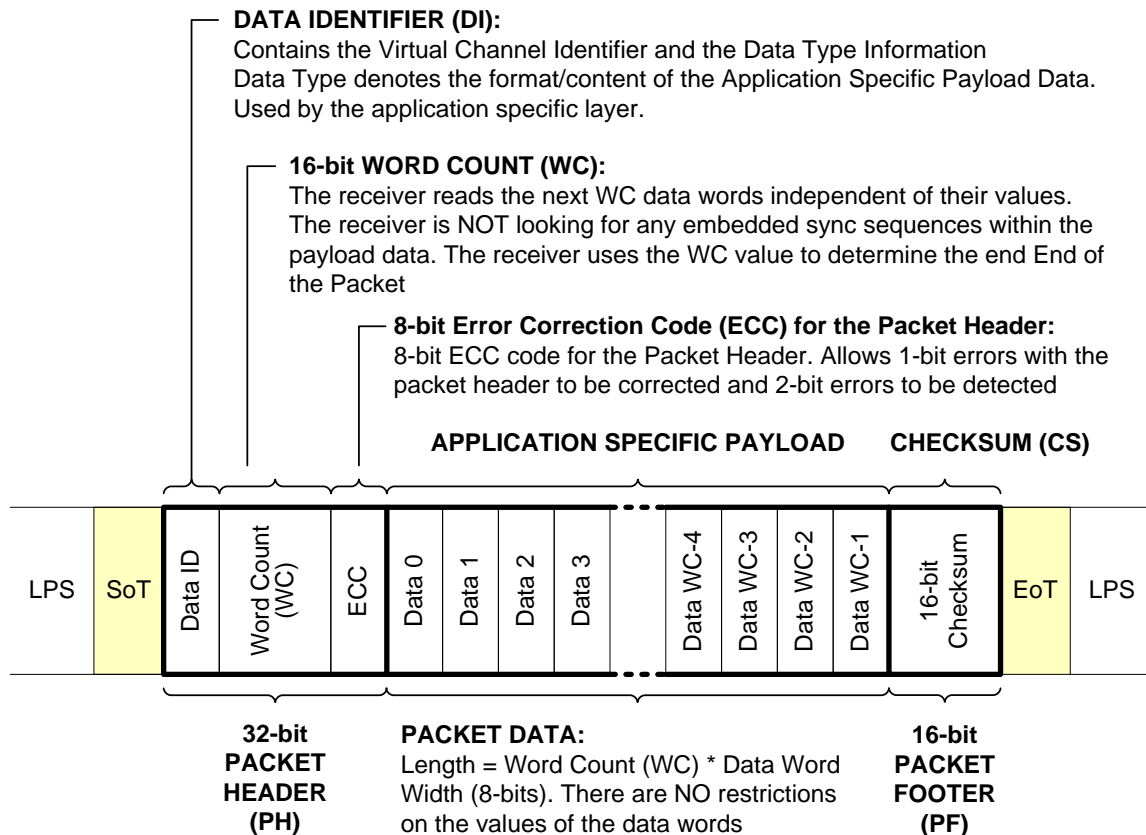 DATA IDENTIFIER (DI):
Contains the Virtual Channel Identifier and the Data Type Information
Data Type denotes the format/content of the Application Specific Payload Data.
Used by the application specific layer.
16-bit WORD COUNT (WC):
The receiver reads the next WC data words independent of their values.
The receiver is NOT looking for any embedded sync sequences within the
payload data. The receiver uses the WC value to determine the end End of
the Packet
8-bit Error Correction Code (ECC) for the Packet Header:
8-bit ECC code for the Packet Header. Allows 1-bit errors with the
packet header to be corrected and 2-bit errors to be detected
APPLICATION SPECIFIC PAYLOAD
CHECKSUM (CS)
LPS
SoT
Data ID
Word Count
(WC)
ECC
Data 0
Data 1
Data 2
Data 3
Data WC-4
Data WC-3
Data WC-2
Data WC-1
16-bit
Checksum
EoT
LPS
32-bit
PACKET
HEADER
(PH)
PACKET DATA:
Length = Word Count (WC) * Data Word
Width (8-bits). There are NO restrictions
on the values of the data words
16-bit
PACKET
FOOTER
(PF)